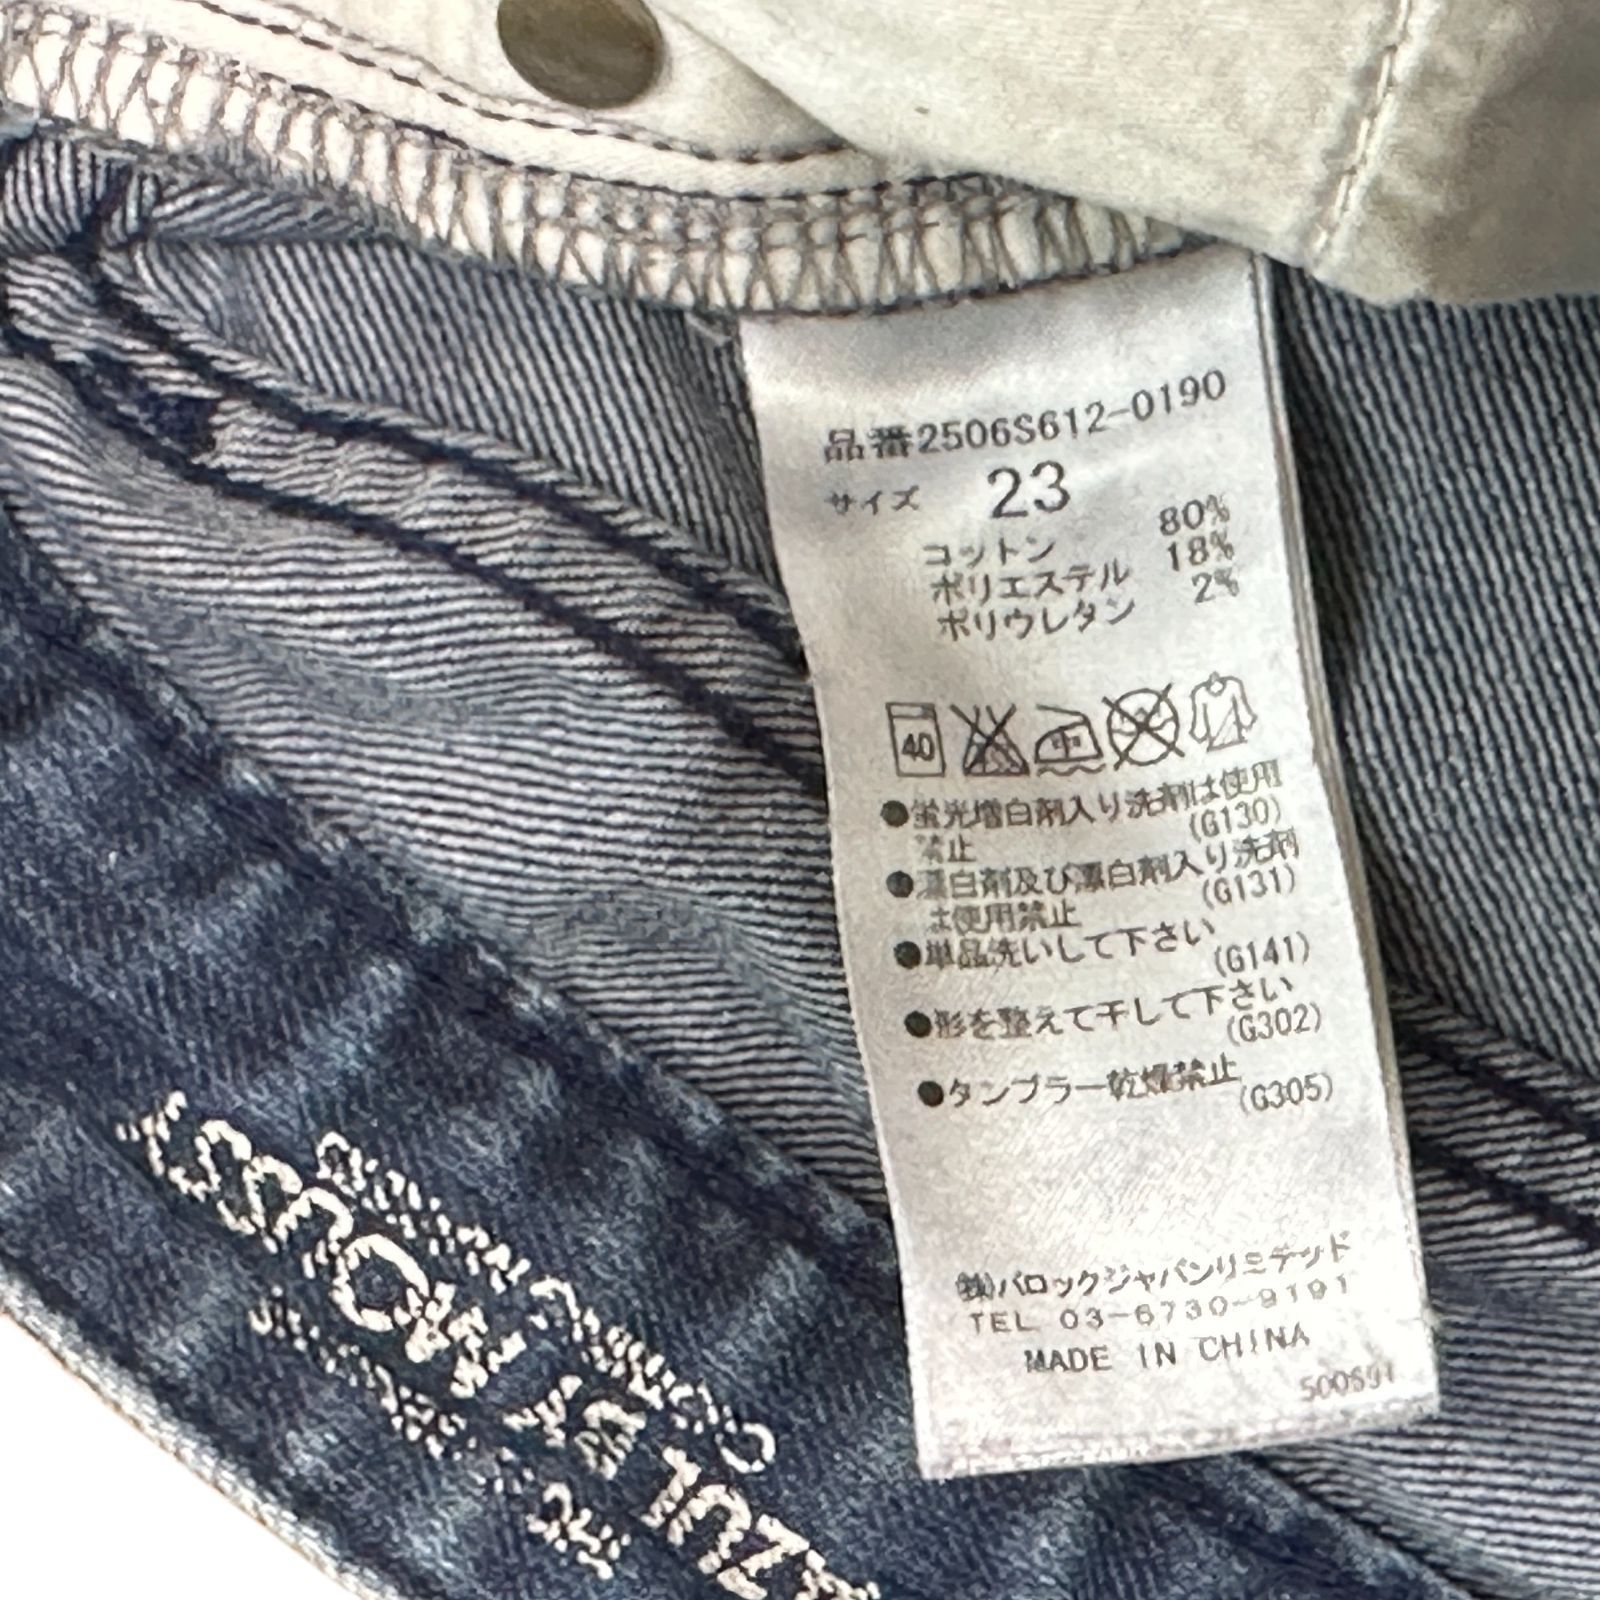 品番2506S612-0190
サイズ 23
コットン 80%
ポリエステル 18%
ポリウレタン 2%
40
●蛍光増白剤入り洗剤は使用
禁止 (G130)
●漂白剤及び漂白剤入り洗剤
は使用禁止 (G131)
●単品洗いして下さい
(G141)
●形を整えて干して下さい
(G302)
●タンブラー乾燥禁止
(G305)
(株)バロックジャパンリミテッド
TEL 03-6730-9191
MADE IN CHINA
AZUL BY MOUSSY